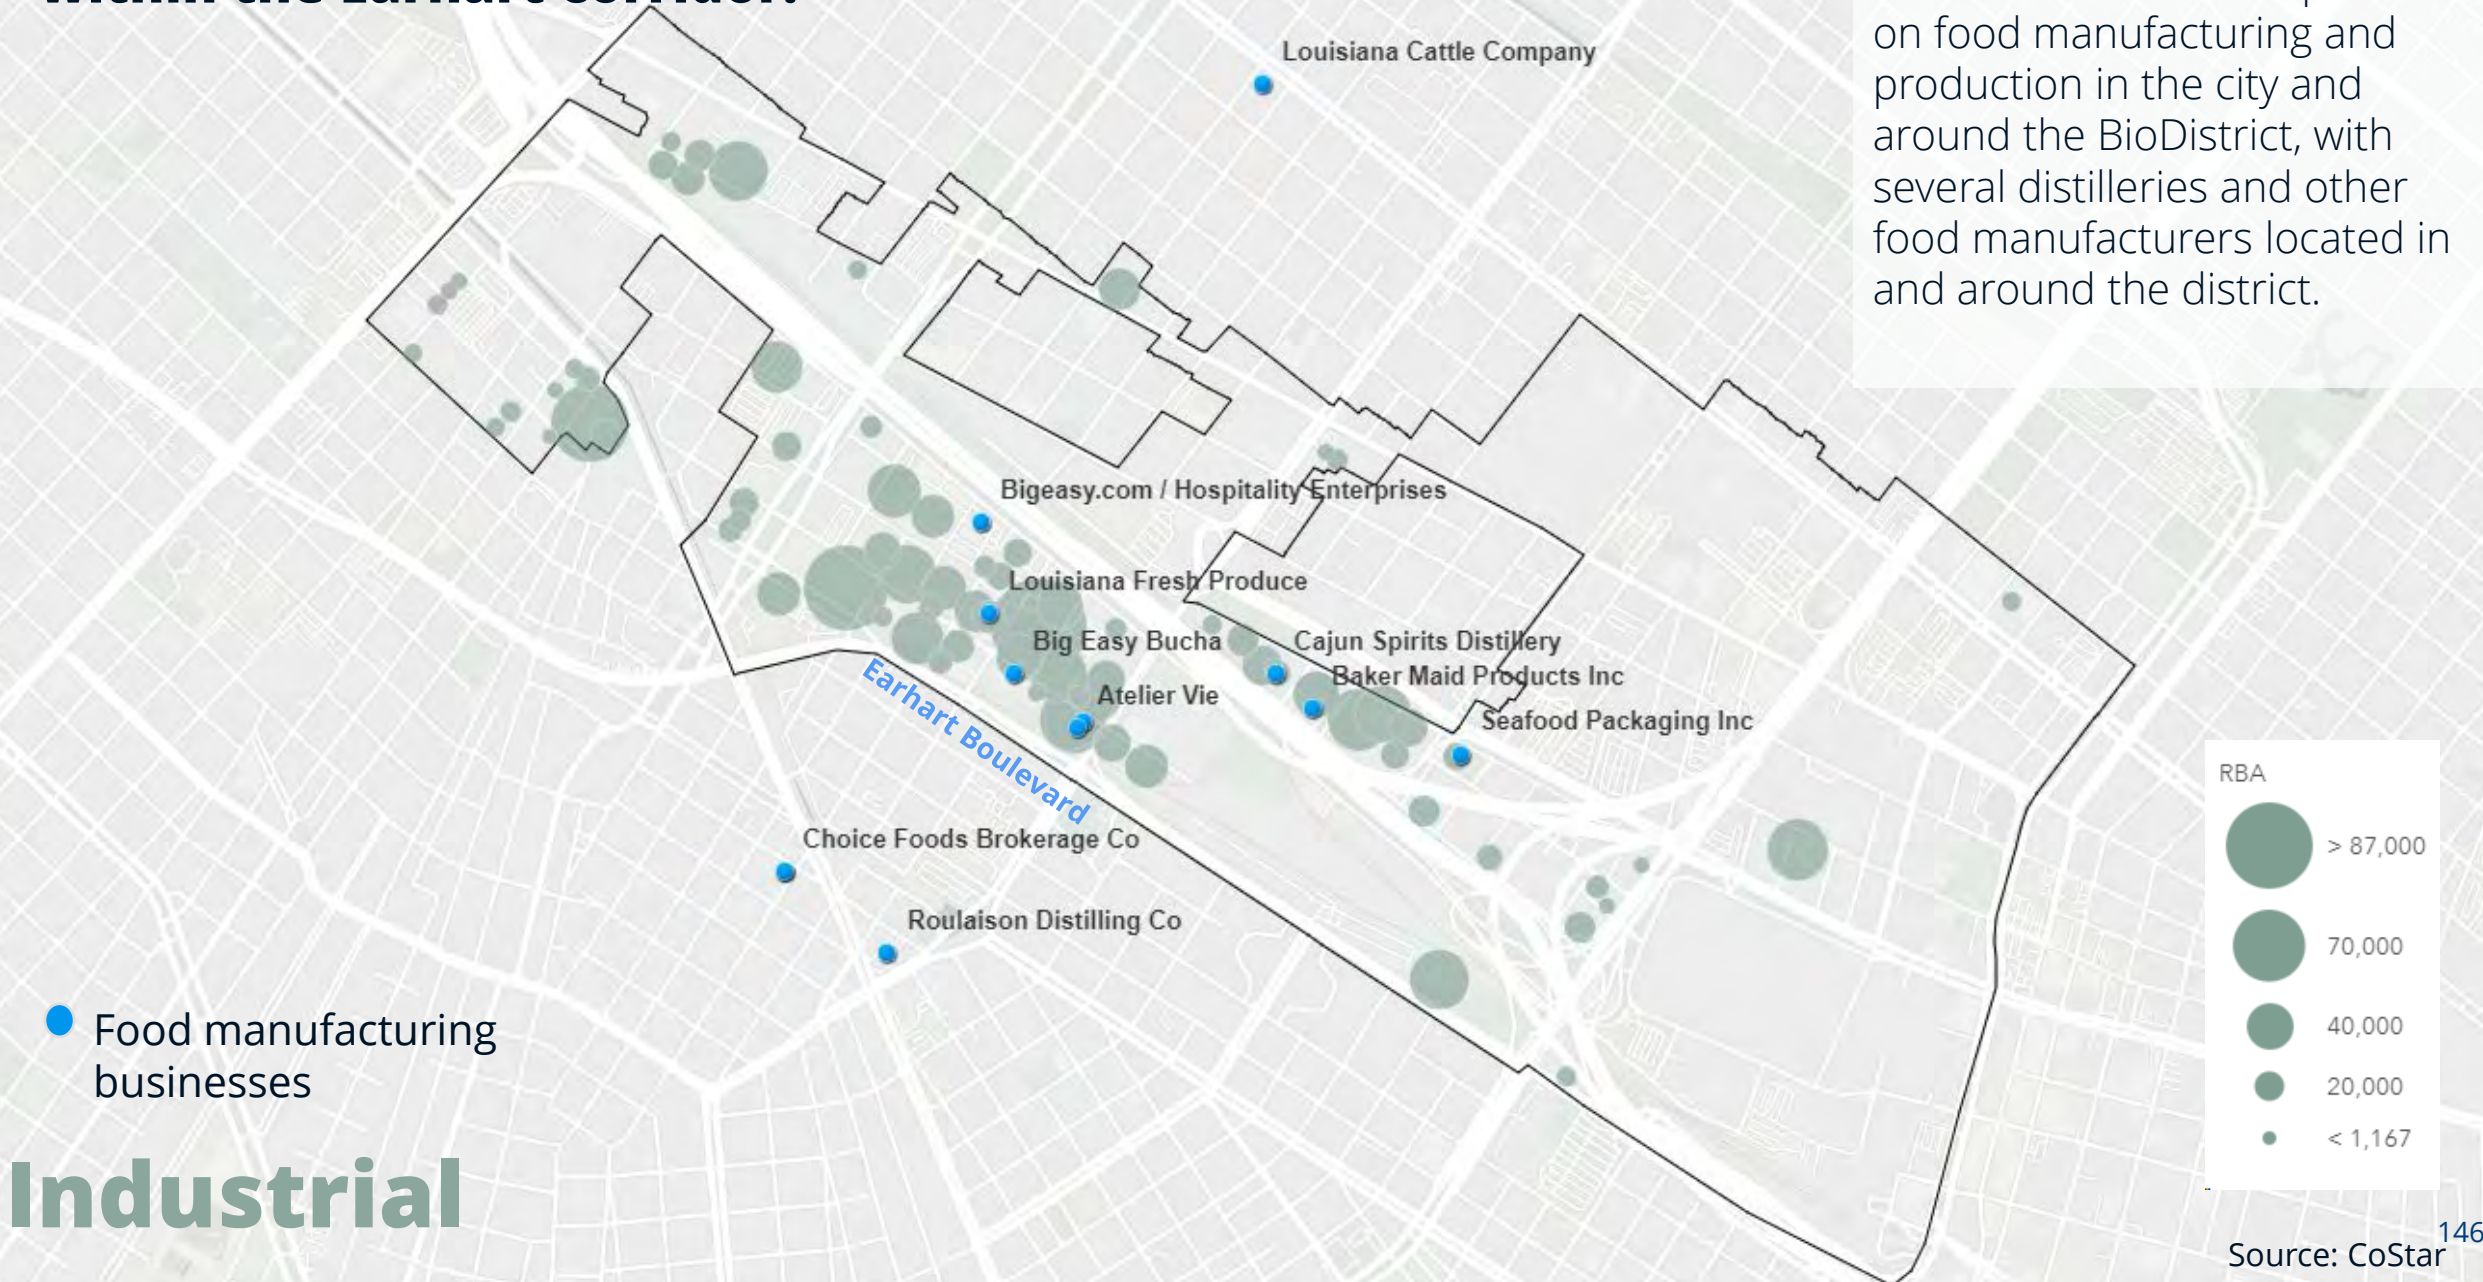 within the Earhart corridor.
on food manufacturing and
production in the city and
around the BioDistrict, with
several distilleries and other
food manufacturers located in
and around the district.
Louisiana Cattle Company
Bigeasy.com / Hospitality Enterprises
Louisiana Fresh Produce
Big Easy Bucha
Cajun Spirits Distillery
Baker Maid Products Inc
Atelier Vie
Seafood Packaging Inc
Earhart Boulevard
Choice Foods Brokerage Co
Roulaison Distilling Co
RBA
> 87,000
70,000
40,000
20,000
< 1,167
Food manufacturing
businesses
Industrial
146
Source: CoStar